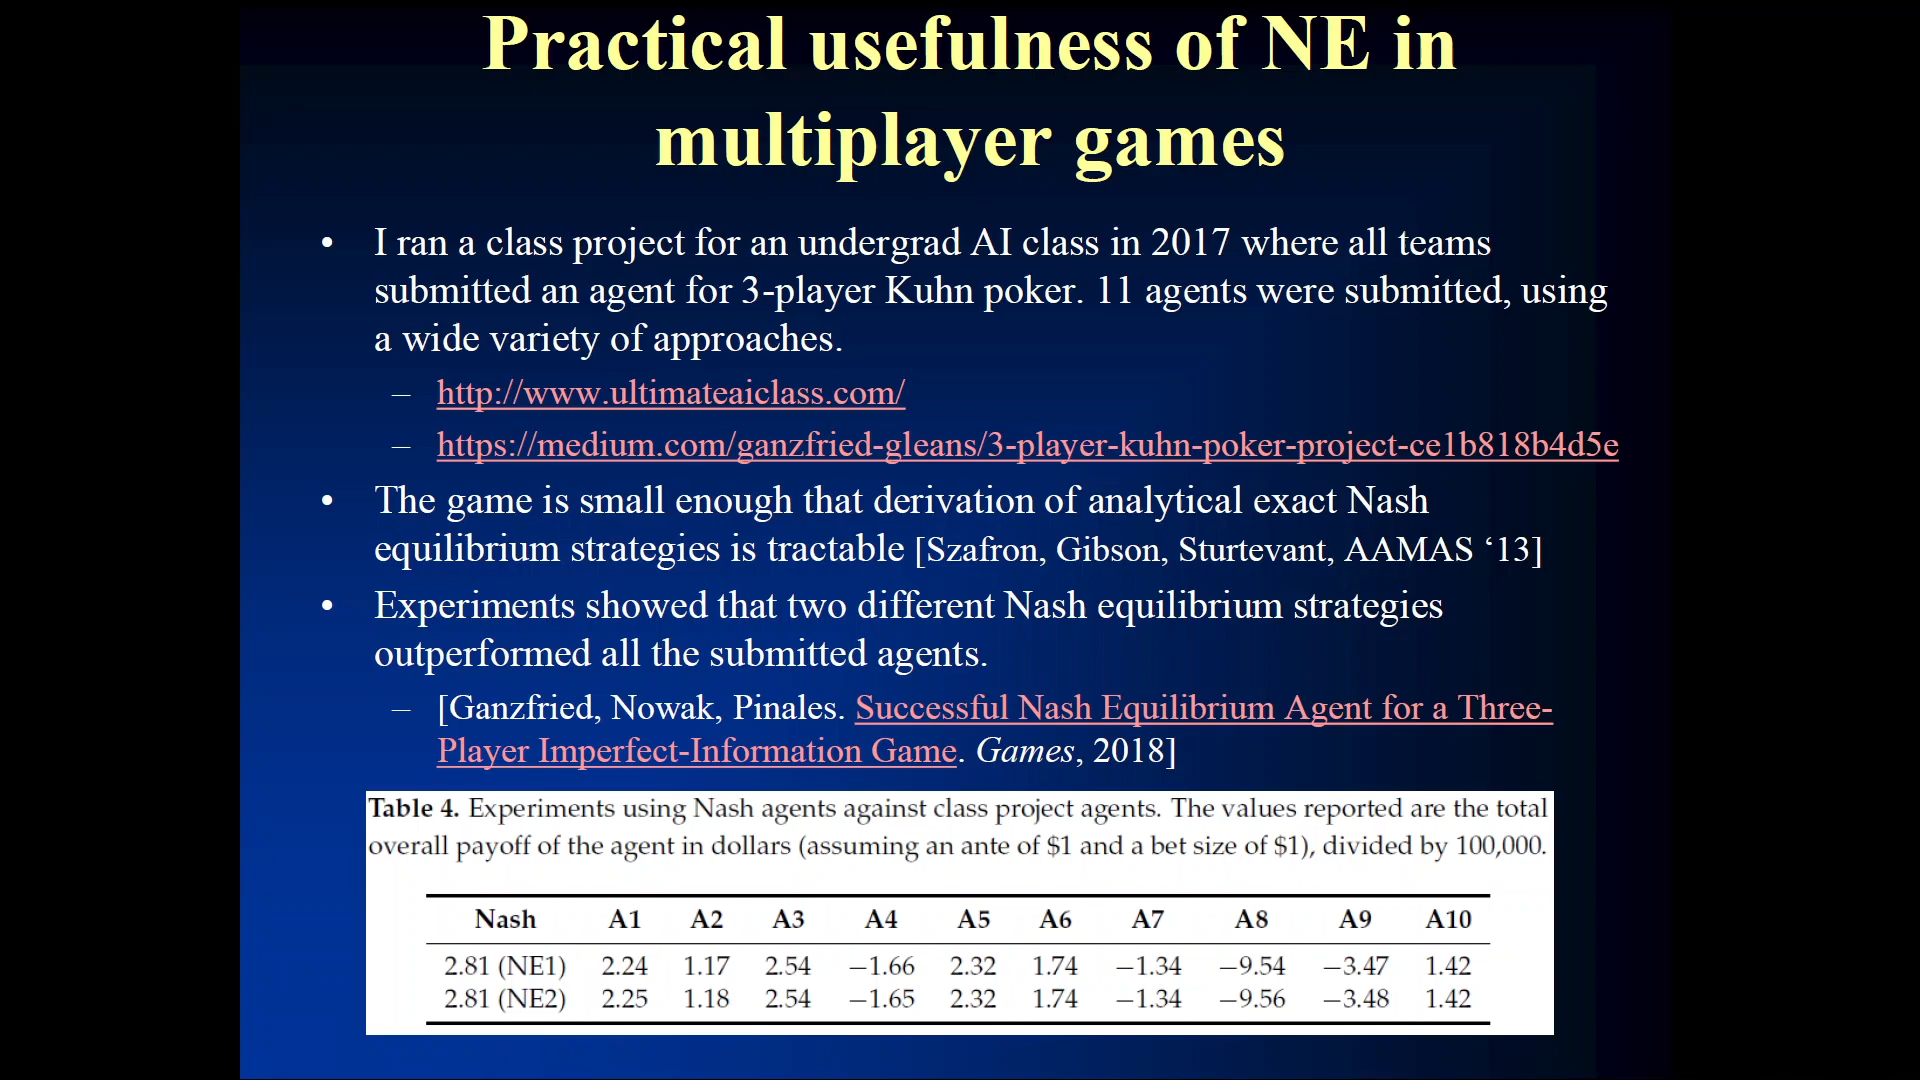 Practical usefulness of NE in
multiplayer games
• I ran a class project for an undergrad AI class in 2017 where all teams
submitted an agent for 3-player Kuhn poker. 11 agents were submitted, using
a wide variety of approaches.
– http://www.ultimateaiclass.com/
– https://medium.com/ganzfried-gleans/3-player-kuhn-poker-project-ce1b818b4d5e
• The game is small enough that derivation of analytical exact Nash
equilibrium strategies is tractable [Szafron, Gibson, Sturtevant, AAMAS ‘13]
• Experiments showed that two different Nash equilibrium strategies
outperformed all the submitted agents.
– [Ganzfried, Nowak, Pinales. Successful Nash Equilibrium Agent for a Three-
Player Imperfect-Information Game. Games, 2018]
Table 4. Experiments using Nash agents against class project agents. The values reported are the total
overall payoff of the agent in dollars (assuming an ante of $1 and a bet size of $1), divided by 100,000.
Nash A1 A2 A3 A4 A5 A6 A7 A8 A9 A10
2.81 (NE1) 2.24 1.17 2.54 −1.66 2.32 1.74 −1.34 −9.54 −3.47 1.42
2.81 (NE2) 2.25 1.18 2.54 −1.65 2.32 1.74 −1.34 −9.56 −3.48 1.42